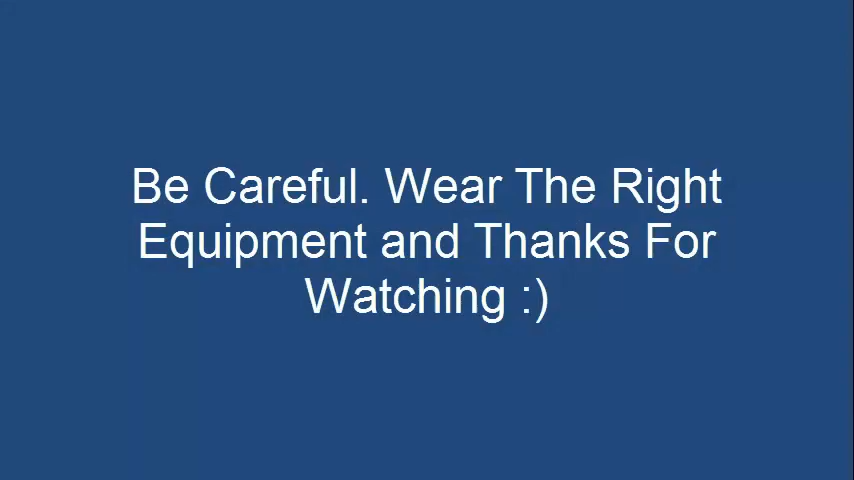 Be Careful. Wear The Right
Equipment and Thanks For
Watching :)